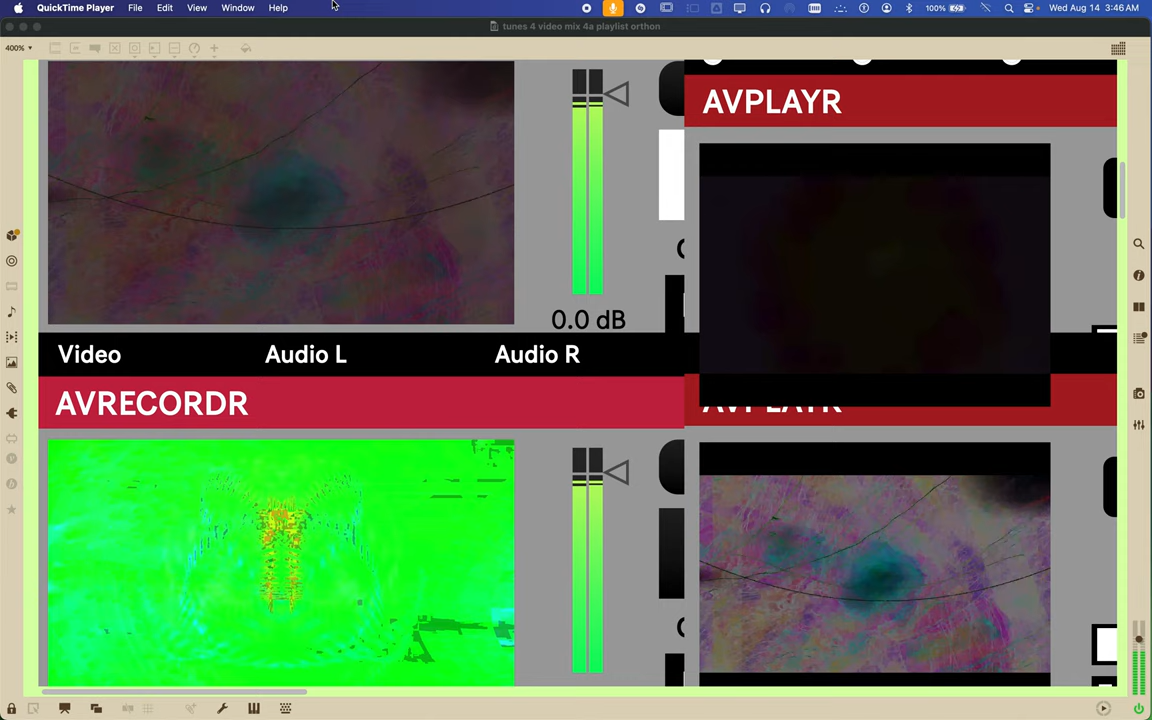 QuickTime Player File Edit View Window Help 100% Wed Aug 14 3:46 AM
tunes 4 video mix 4a playlist orthon
400%
AVPLAYR
0.0 dB
Video Audio L Audio R
AVRECORDR
AVPLAYR